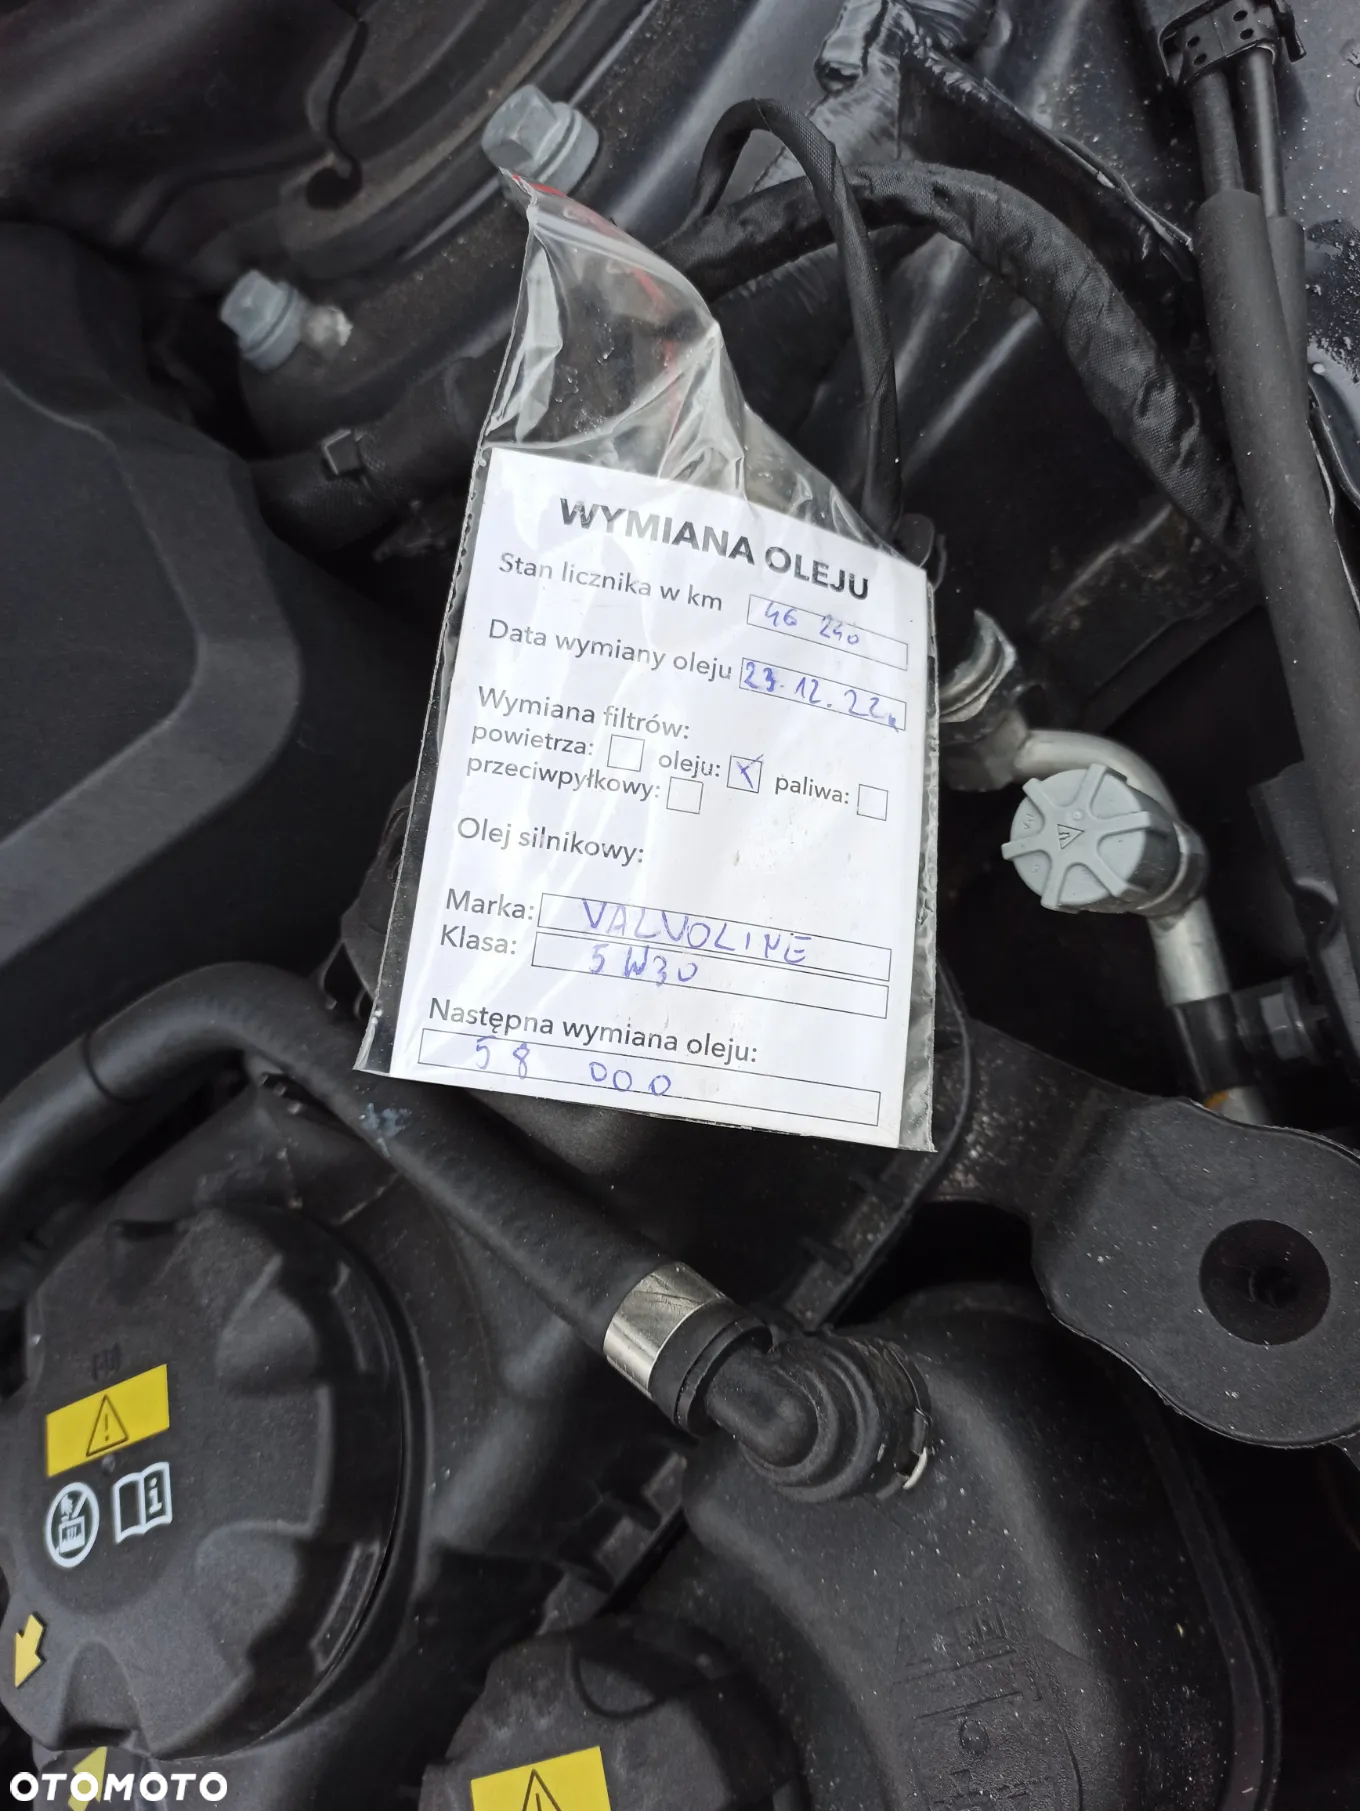 WYMIANA OLEJU
Stan licznika w km 46 240
Data wymiany oleju 23.12.22r
Wymiana filtrów:
powietrza: oleju: X paliwa:
przeciwpyłkowy:
Olej silnikowy:
Marka: VALVOLINE
Klasa: 5W30
Następna wymiana oleju:
58 000
OTOMOTO